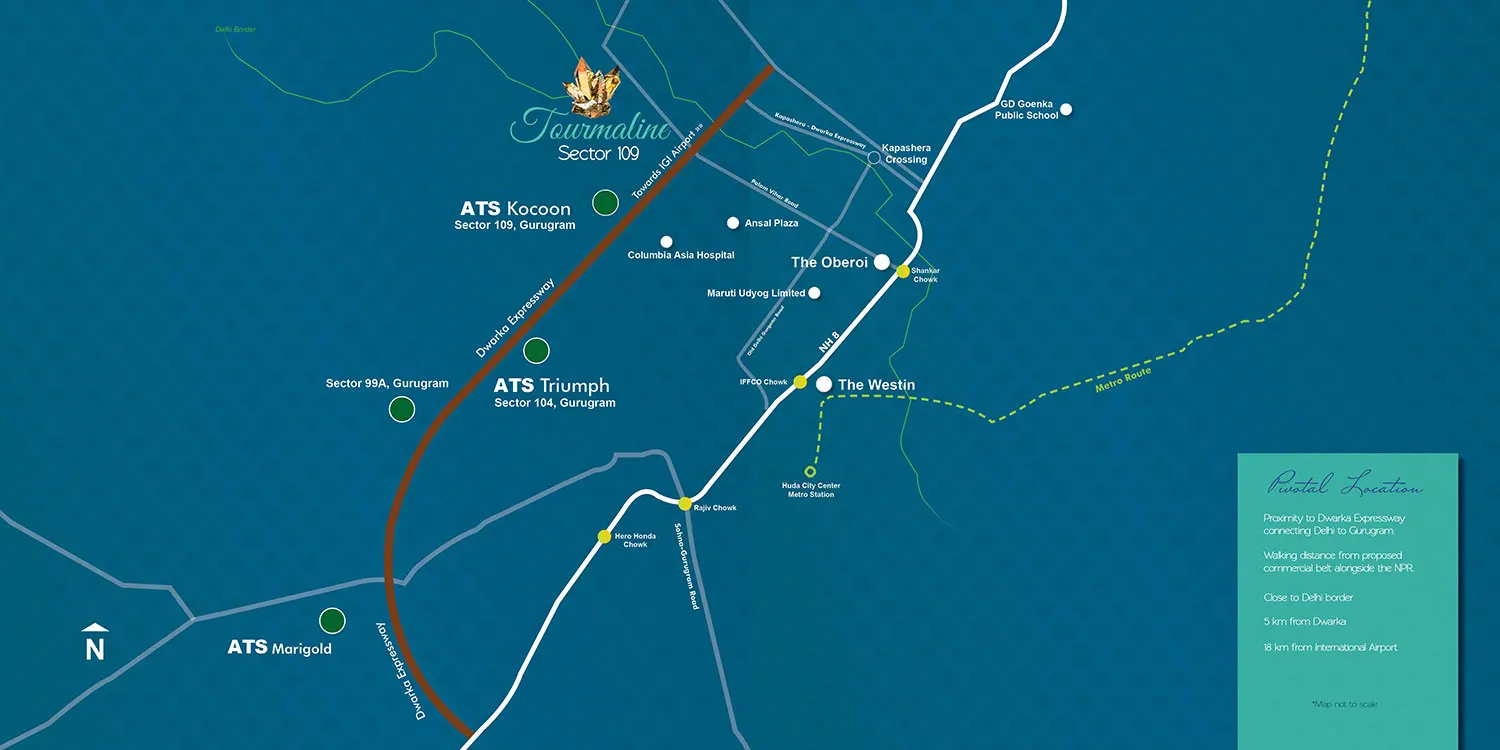 Delhi Border
Tourmaline
Sector 109
Towards IGI Airport »»
Kapashera - Dwarka Expressway
Kapashera
Crossing
GD Goenka
Public School
ATS Kocoon
Sector 109, Gurugram
Palam Vihar Road
Ansal Plaza
Columbia Asia Hospital
The Oberoi
Shankar
Chowk
Maruti Udyog Limited
Old Delhi Gurgaon Road
NH 8
Dwarka Expressway
ATS Triumph
Sector 104, Gurugram
Sector 99A, Gurugram
IFFCO Chowk
The Westin
Metro Route
Huda City Center
Metro Station
Rajiv Chowk
Hero Honda
Chowk
Sohna-Gurugram Road
ATS Marigold
Dwarka Expressway
N
Pivotal Location
Proximity to Dwarka Expressway
connecting Delhi to Gurugram.
Walking distance from proposed
commercial belt alongside the NPR.
Close to Delhi border
5 km from Dwarka
18 km from International Airport
*Map not to scale